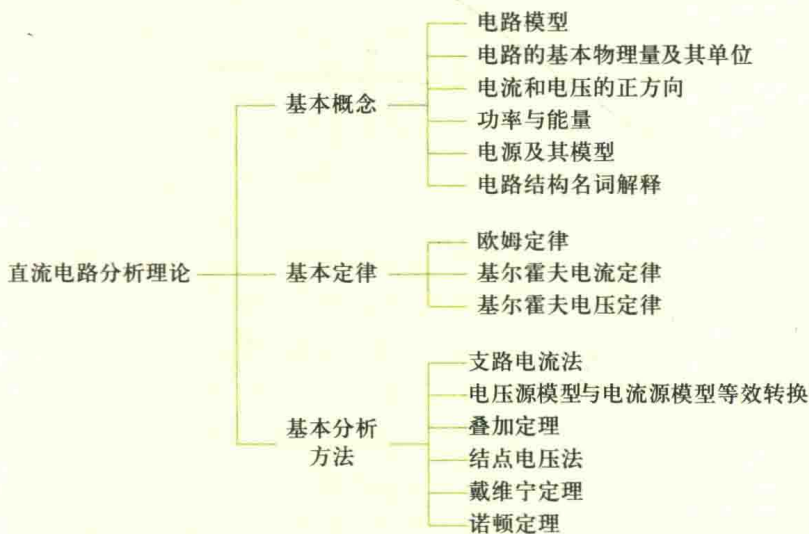 直流电路分析理论
基本概念
电路模型
电路的基本物理量及其单位
电流和电压的正方向
功率与能量
电源及其模型
电路结构名词解释
基本定律
欧姆定律
基尔霍夫电流定律
基尔霍夫电压定律
基本分析
方法
支路电流法
电压源模型与电流源模型等效转换
叠加定理
结点电压法
戴维宁定理
诺顿定理